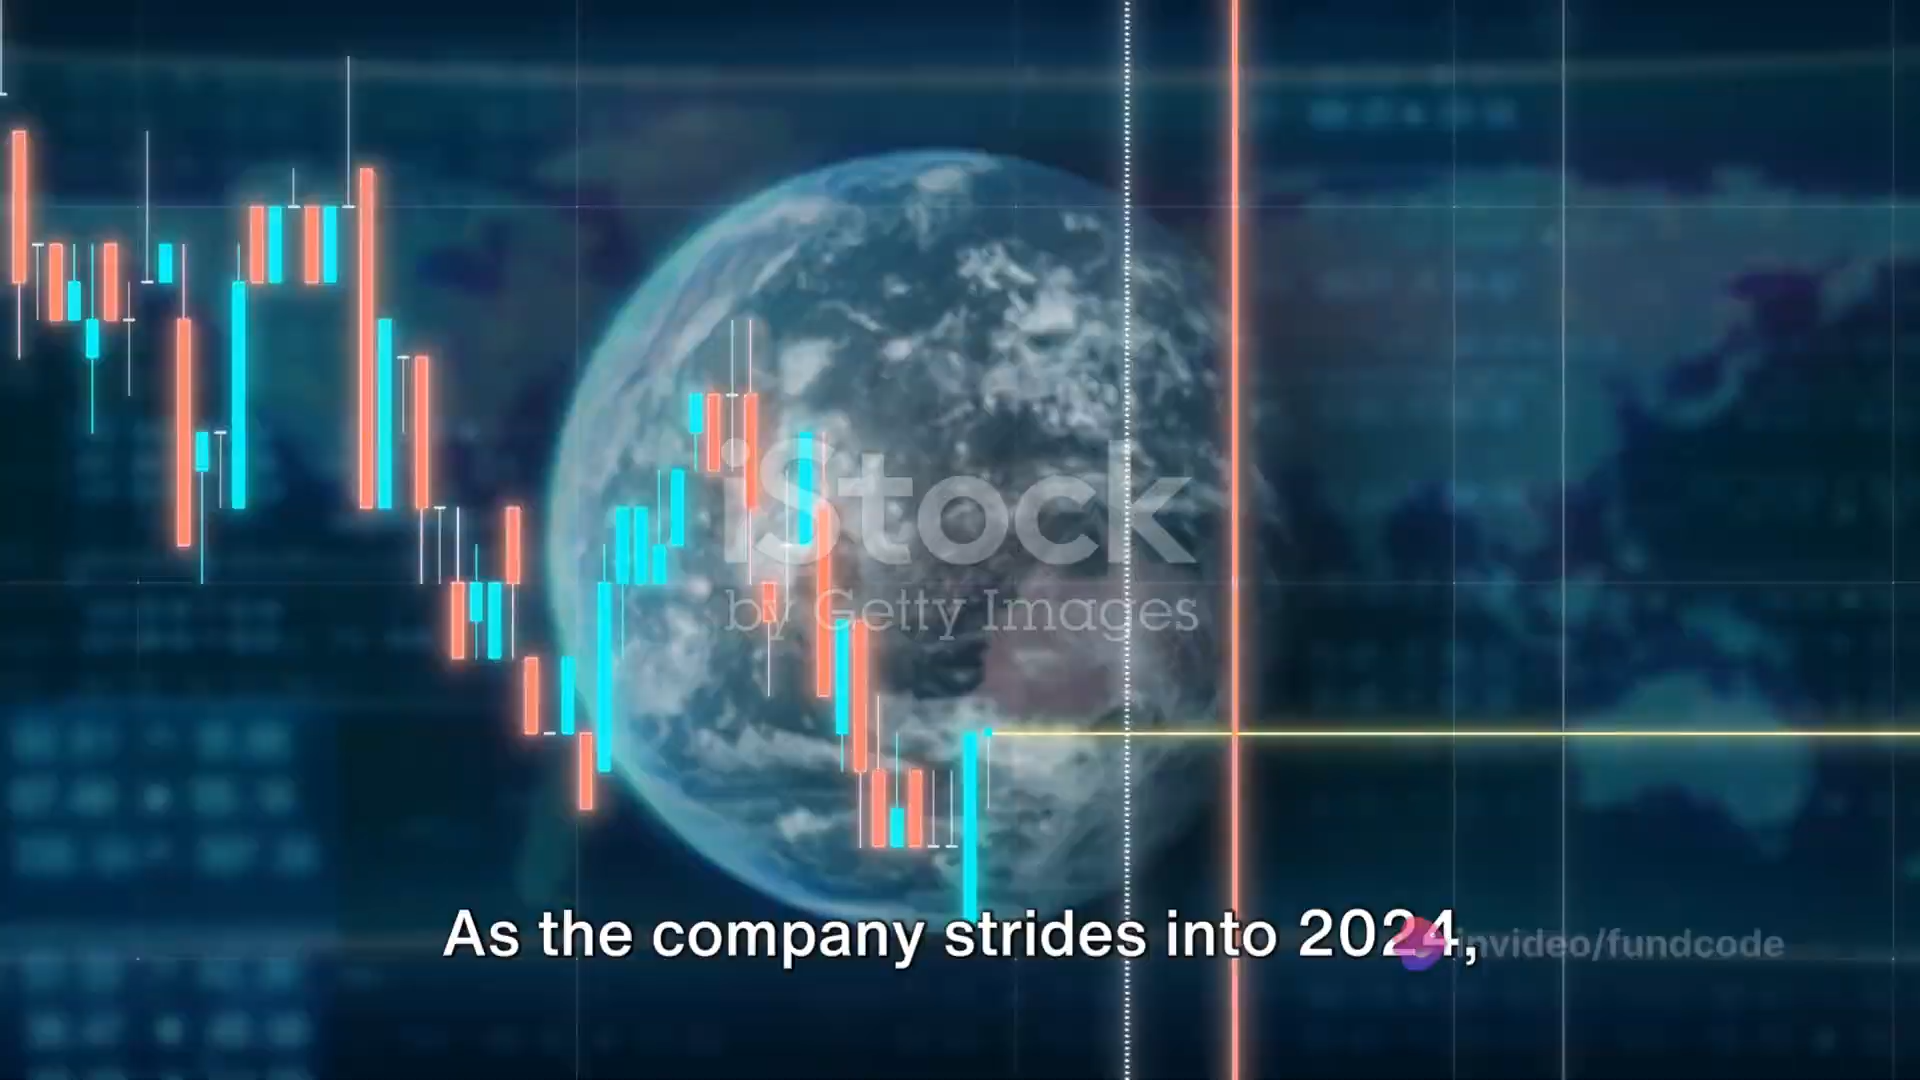 iStock
by Getty Images
As the company strides into 2024,
invideo/fundcode